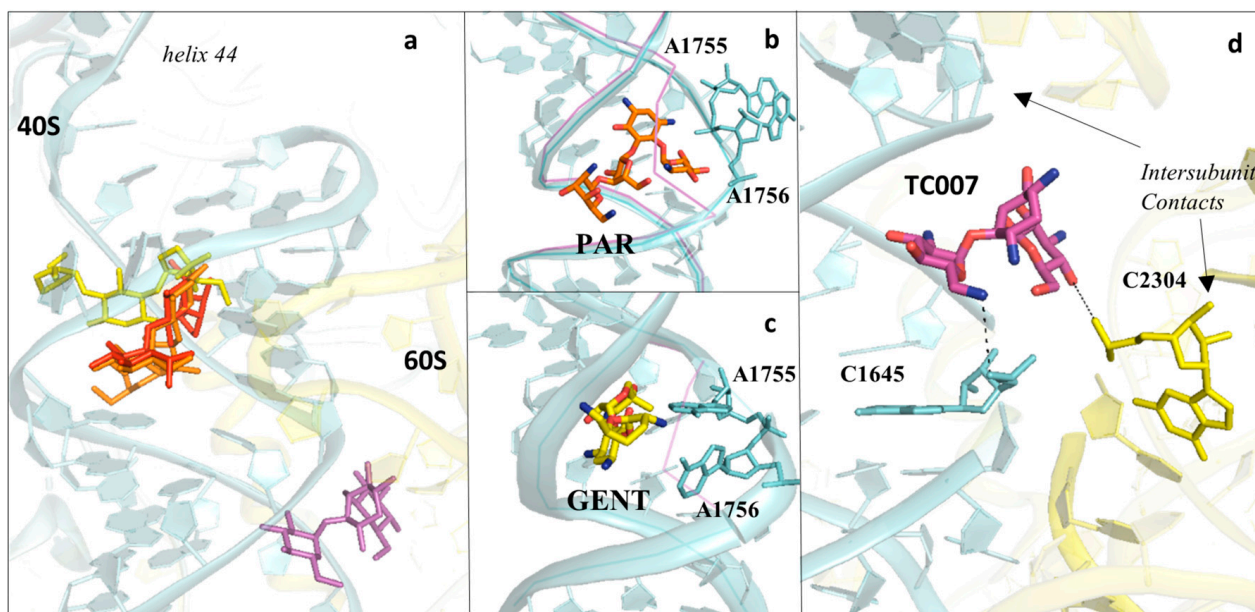 a
helix 44
40S
60S
b
A1755
A1756
PAR
c
A1755
GENT
A1756
d
Intersubunit
Contacts
TC007
C2304
C1645